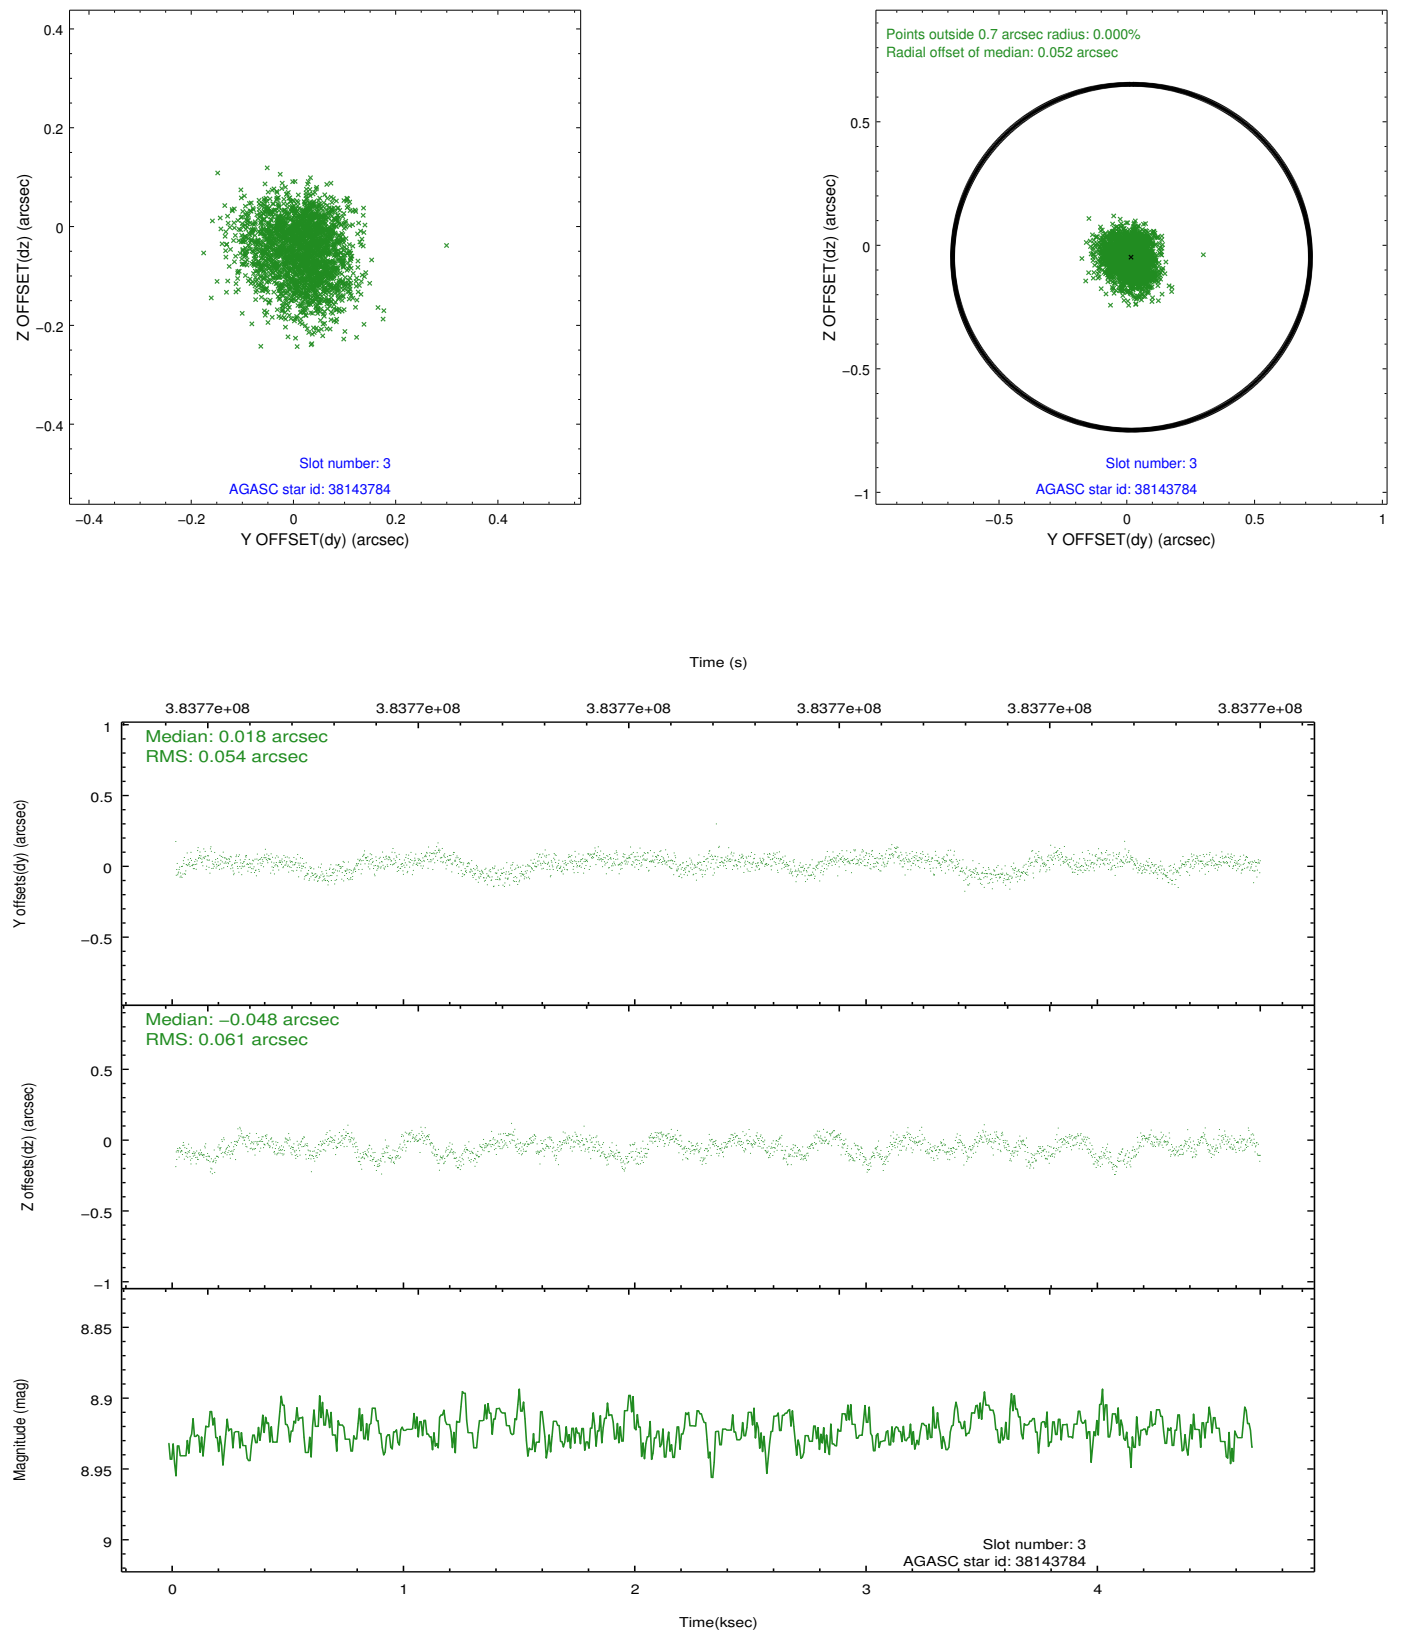 0.4
0.2
0
−0.2
−0.4
Z OFFSET(dz) (arcsec)
Slot number: 3
AGASC star id: 38143784
−0.4 −0.2 0 0.2 0.4
Y OFFSET(dy) (arcsec)
Points outside 0.7 arcsec radius: 0.000%
Radial offset of median: 0.052 arcsec
0.5
0
−0.5
−1
Z OFFSET(dz) (arcsec)
Slot number: 3
AGASC star id: 38143784
−0.5 0 0.5 1
Y OFFSET(dy) (arcsec)
Time (s)
3.8377e+08 3.8377e+08 3.8377e+08 3.8377e+08 3.8377e+08 3.8377e+08
Median: 0.018 arcsec
RMS: 0.054 arcsec
1
0.5
0
−0.5
Y offsets(dy) (arcsec)
Median: −0.048 arcsec
RMS: 0.061 arcsec
0.5
0
−0.5
−1
Z offsets(dz) (arcsec)
8.85
8.9
8.95
9
Magnitude (mag)
Slot number: 3
AGASC star id: 38143784
0 1 2 3 4
Time(ksec)